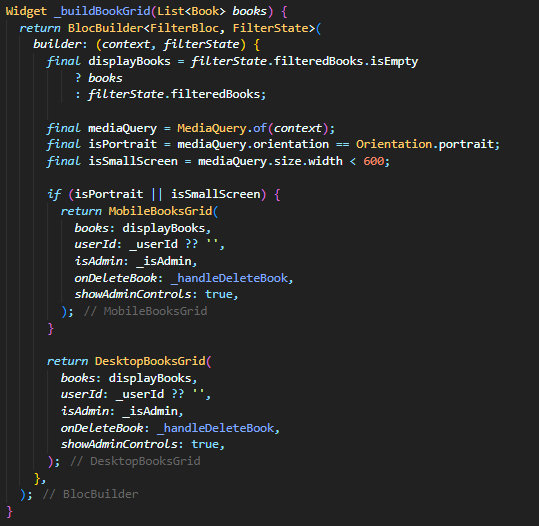 Widget _buildBookGrid(List<Book> books) {
  return BlocBuilder<FilterBloc, FilterState>(
    builder: (context, filterState) {
      final displayBooks = filterState.filteredBooks.isEmpty
          ? books
          : filterState.filteredBooks;

      final mediaQuery = MediaQuery.of(context);
      final isPortrait = mediaQuery.orientation == Orientation.portrait;
      final isSmallScreen = mediaQuery.size.width < 600;

      if (isPortrait || isSmallScreen) {
        return MobileBooksGrid(
          books: displayBooks,
          userId: _userId ?? '',
          isAdmin: _isAdmin,
          onDeleteBook: _handleDeleteBook,
          showAdminControls: true,
        ); // MobileBooksGrid
      }

      return DesktopBooksGrid(
        books: displayBooks,
        userId: _userId ?? '',
        isAdmin: _isAdmin,
        onDeleteBook: _handleDeleteBook,
        showAdminControls: true,
      ); // DesktopBooksGrid
    },
  ); // BlocBuilder
}